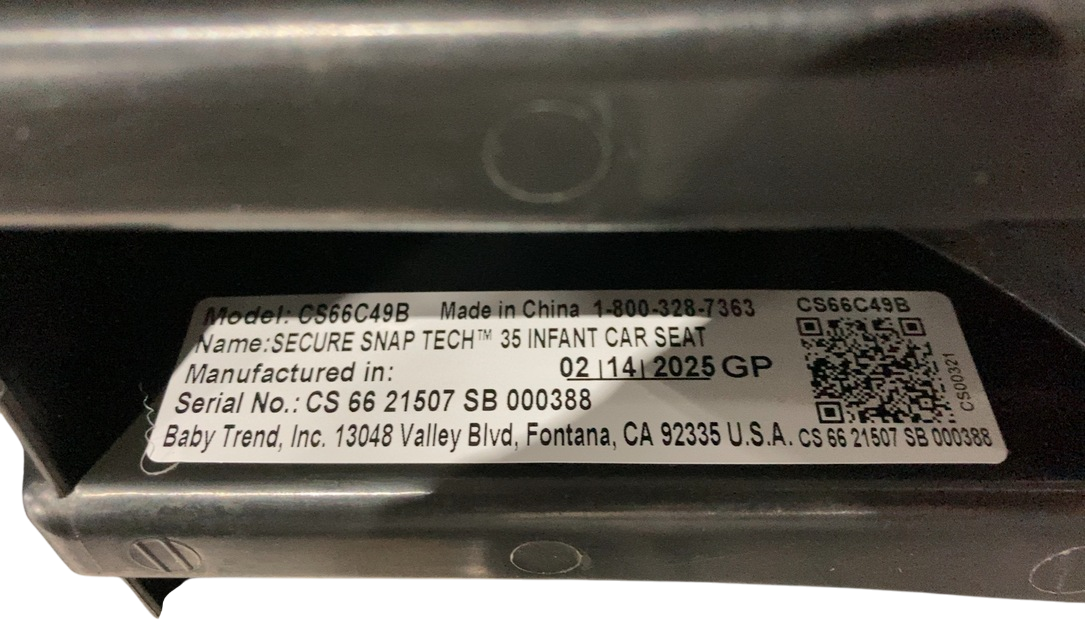 Model: CS66C49B Made in China 1-800-328-7363 CS66C49B
Name:SECURE SNAP TECH™ 35 INFANT CAR SEAT
Manufactured in: 02 |14| 2025 GP
CS00321
Serial No.: CS 66 21507 SB 000388
Baby Trend, Inc. 13048 Valley Blvd, Fontana, CA 92335 U.S.A. CS 66 21507 SB 000388